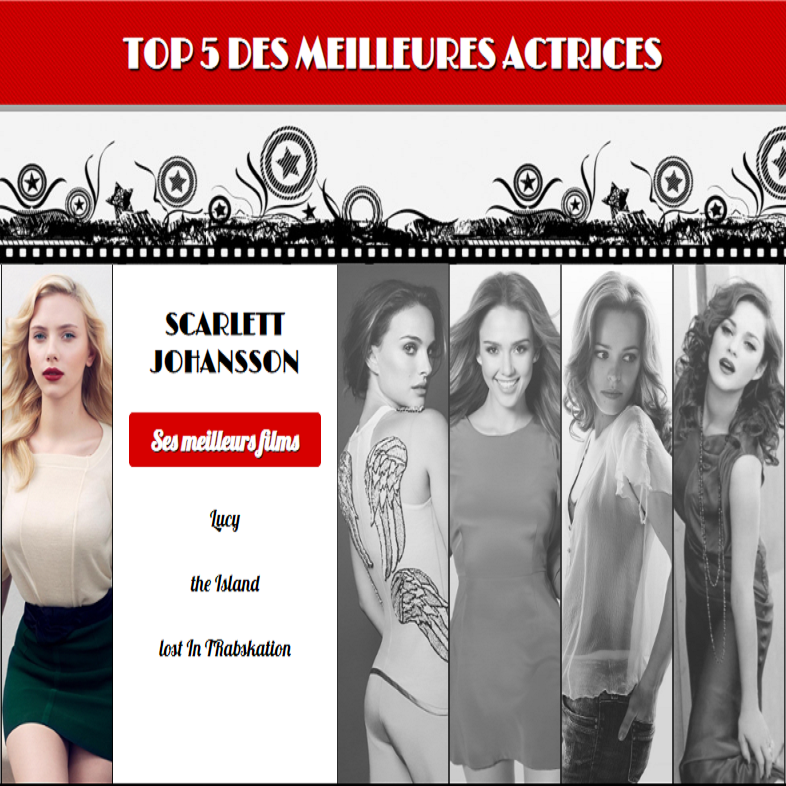 TOP 5 DES MEILLEURES ACTRICES
SCARLETT
JOHANSSON
Ses meilleurs films
Lucy
the Island
lost In TRabskation